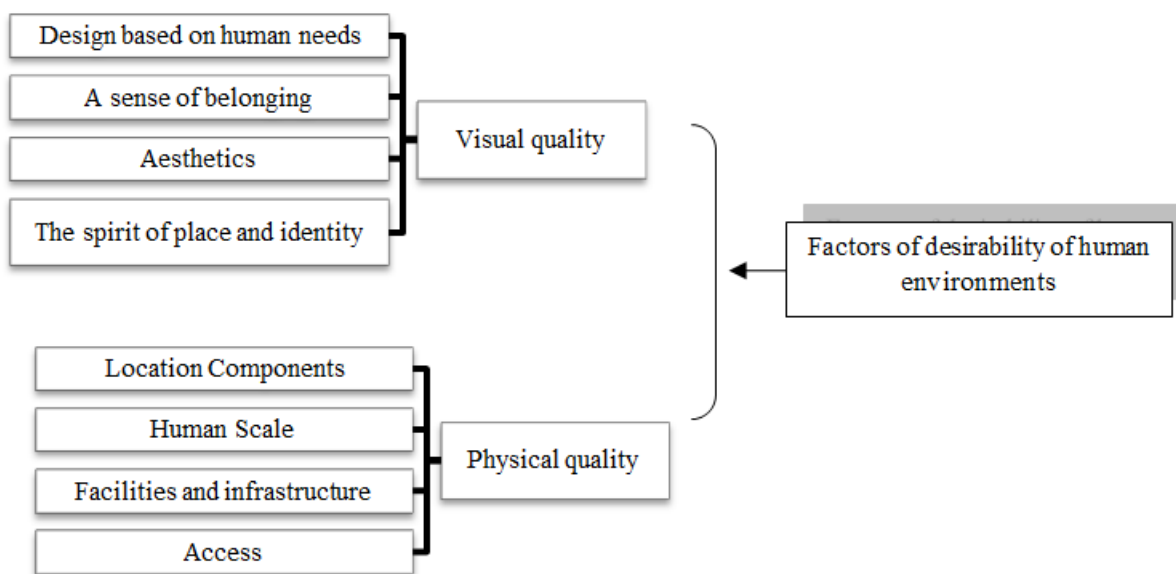 Design based on human needs
A sense of belonging
Aesthetics
The spirit of place and identity
Visual quality
Factors of desirability of human
environments
Location Components
Human Scale
Facilities and infrastructure
Access
Physical quality